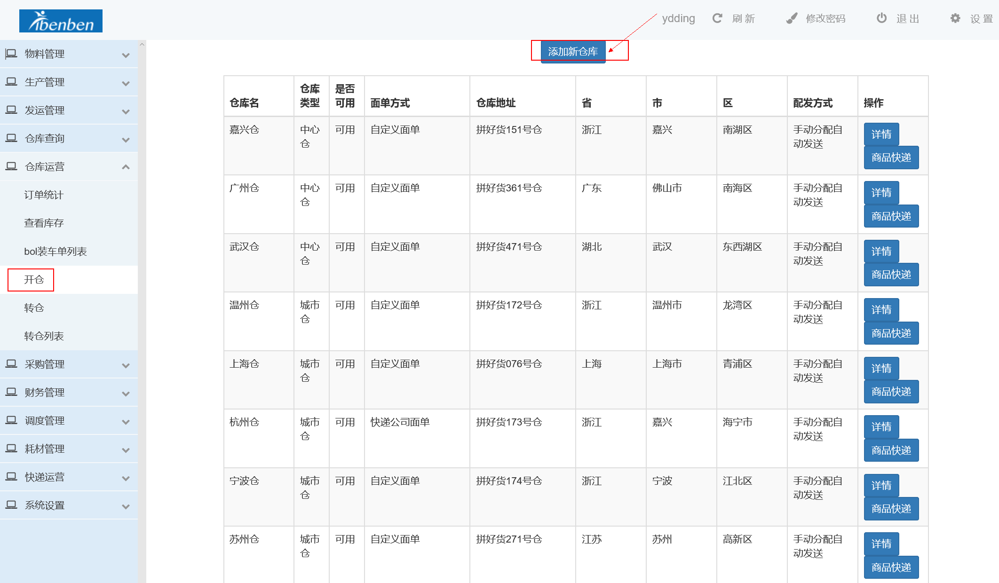 benben
ydding
刷 新
修改密码
退 出
设 置
物料管理
生产管理
发运管理
仓库查询
仓库运营
订单统计
查看库存
bol装车单列表
开仓
转仓
转仓列表
采购管理
财务管理
调度管理
耗材管理
快递运营
系统设置
添加新仓库
仓库名 仓库类型 是否可用 面单方式 仓库地址 省 市 区 配发方式 操作
嘉兴仓 中心仓 可用 自定义面单 拼好货151号仓 浙江 嘉兴 南湖区 手动分配自动发送 详情 商品快递
广州仓 中心仓 可用 自定义面单 拼好货361号仓 广东 佛山市 南海区 手动分配自动发送 详情 商品快递
武汉仓 中心仓 可用 自定义面单 拼好货471号仓 湖北 武汉 东西湖区 手动分配自动发送 详情 商品快递
温州仓 城市仓 可用 自定义面单 拼好货172号仓 浙江 温州市 龙湾区 手动分配自动发送 详情 商品快递
上海仓 城市仓 可用 自定义面单 拼好货076号仓 上海 上海市 青浦区 手动分配自动发送 详情 商品快递
杭州仓 城市仓 可用 快递公司面单 拼好货173号仓 浙江 嘉兴 海宁市 手动分配自动发送 详情 商品快递
宁波仓 城市仓 可用 自定义面单 拼好货174号仓 浙江 宁波 江北区 手动分配自动发送 详情 商品快递
苏州仓 城市仓 可用 自定义面单 拼好货271号仓 江苏 苏州 高新区 手动分配自动发送 详情 商品快递